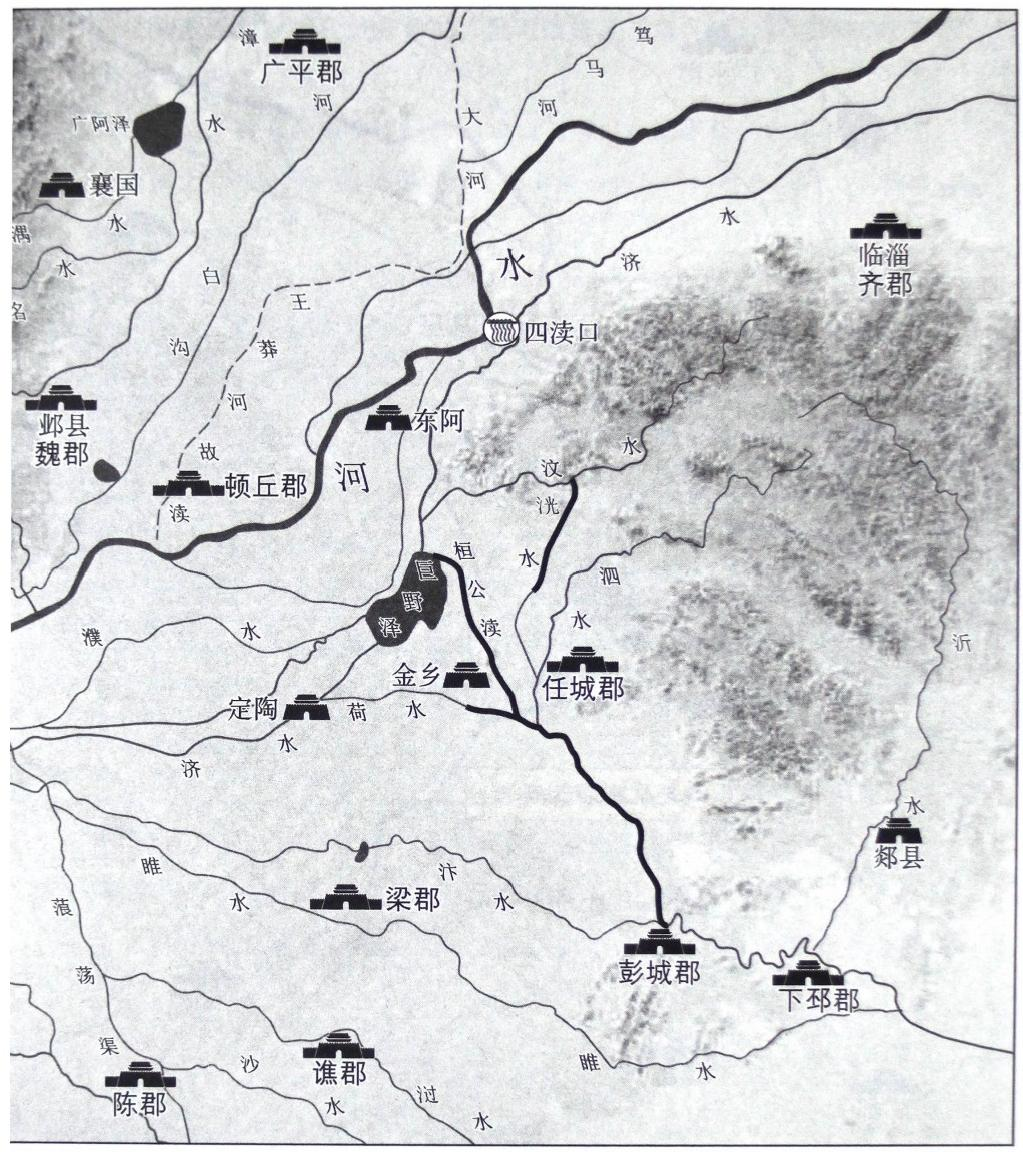 漳水
广平郡
笃马河
大河
白沟
广阿泽
襄国
水
湡水
水
名
王莽河故渎
水
济
临淄
齐郡
四渎口
邺县
魏郡
东阿
顿丘郡
河
汶水
洸水
桓公渎
泗水
巨野泽
濮水
沂水
金乡
任城郡
定陶
荷水
济水
郯县
睢水
汴水
梁郡
蒗荡渠
彭城郡
下邳郡
睢水
陈郡
沙水
谯郡
过水